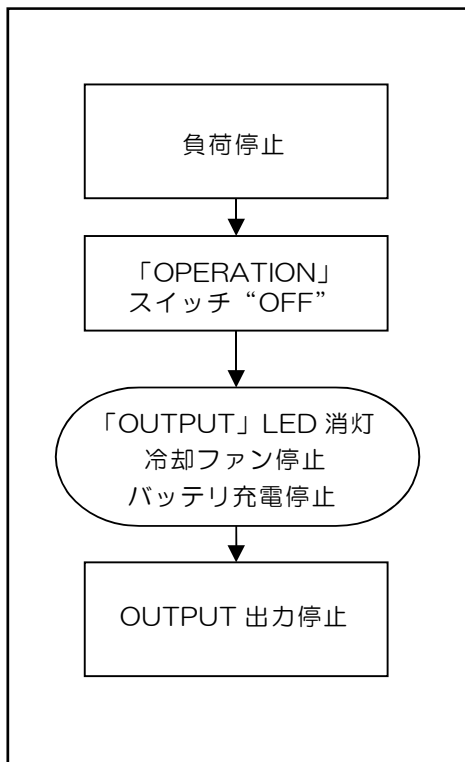 負荷停止
「OPERATION」
スイッチ“OFF”
「OUTPUT」LED 消灯
冷却ファン停止
バッテリ充電停止
OUTPUT 出力停止